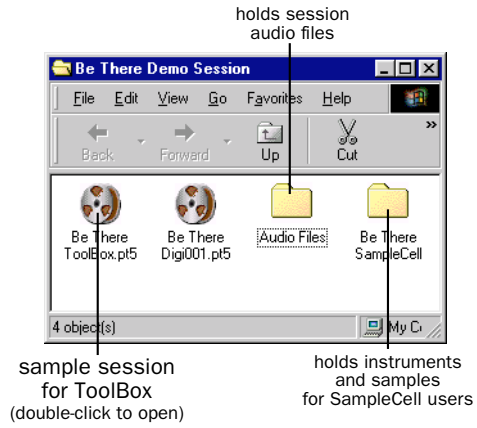 holds session
audio files
Be There Demo Session
File Edit View Go Favorites Help
Back Forward Up Cut »
Be There
ToolBox.pt5
Be There
Digi001.pt5
Audio Files
Be There
SampleCell
4 object(s) My C
sample session
for ToolBox
(double-click to open)
holds instruments
and samples
for SampleCell users